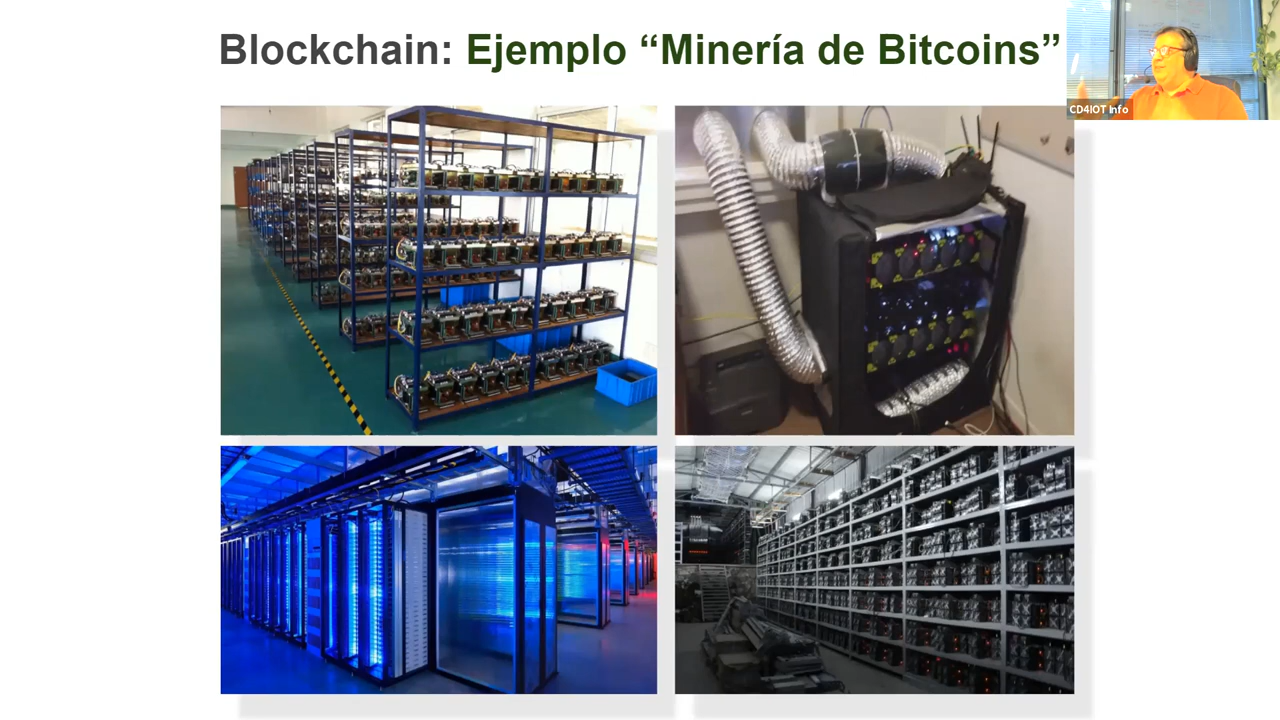 Blockchain: Ejemplo “Minería de Bitcoins”
CD4IOT Info